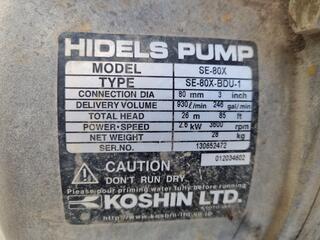 HIDELS PUMP
MODEL SE-80X
TYPE SE-80X-BDU-1
CONNECTION DIA 80 mm 3 inch
DELIVERY VOLUME 930ℓ/min 246 gal/min
TOTAL HEAD 26 m 85 ft
POWER·SPEED 2.6 kW 3600 rpm
NET WEIGHT 28 kg
SER.NO. 130652472
012034602
CAUTION
DON'T RUN DRY.
Please pour priming water fully before running.
KOSHIN LTD.